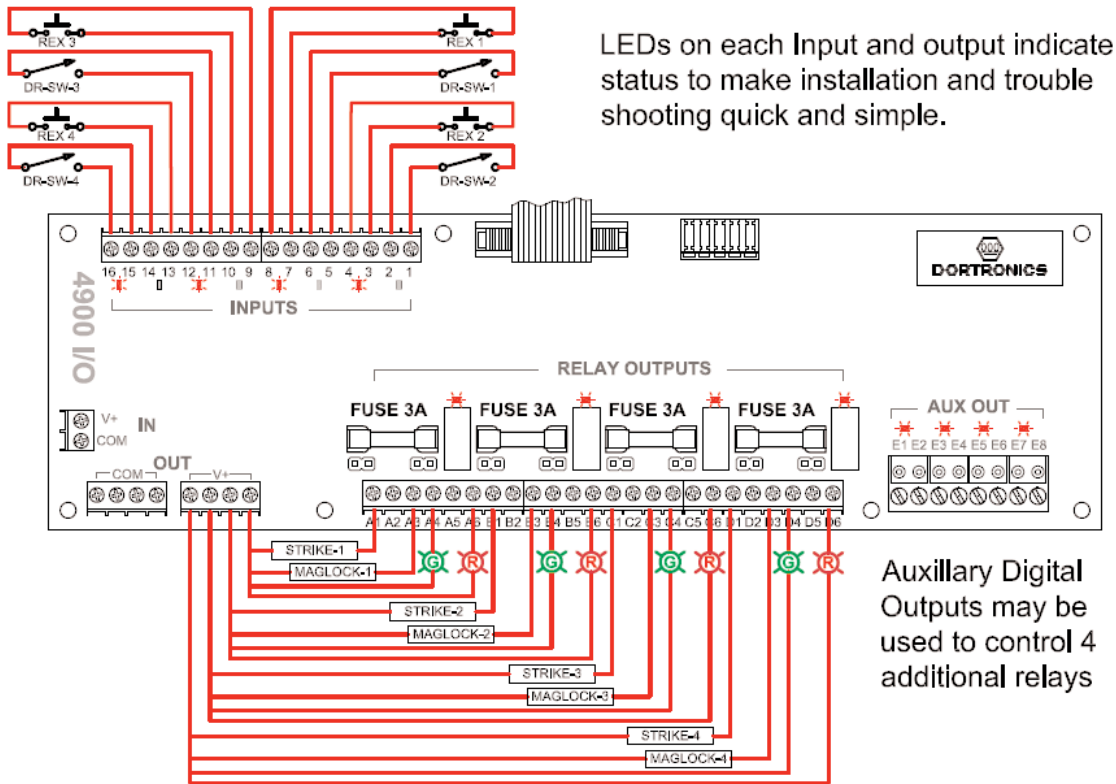 REX 3
REX 1
LEDs on each Input and output indicate
status to make installation and trouble
shooting quick and simple.
DR-SW-3
DR-SW-1
REX 4
REX 2
DR-SW-4
DR-SW-2
16 15 14 13 12 11 10 9 8 7 6 5 4 3 2 1
INPUTS
DORTRONICS
4900 I/O
RELAY OUTPUTS
FUSE 3A FUSE 3A FUSE 3A FUSE 3A
AUX OUT
E1 E2 E3 E4 E5 E6 E7 E8
V+
IN
COM
OUT
COM
V+
A1 A2 A3 A4 A5 A6 B1 B2 B3 B4 B5 B6 C1 C2 C3 C4 C5 C6 D1 D2 D3 D4 D5 D6
STRIKE-1
MAGLOCK-1
G R G R G R G R
STRIKE-2
MAGLOCK-2
STRIKE-3
MAGLOCK-3
STRIKE-4
MAGLOCK-4
Auxillary Digital
Outputs may be
used to control 4
additional relays